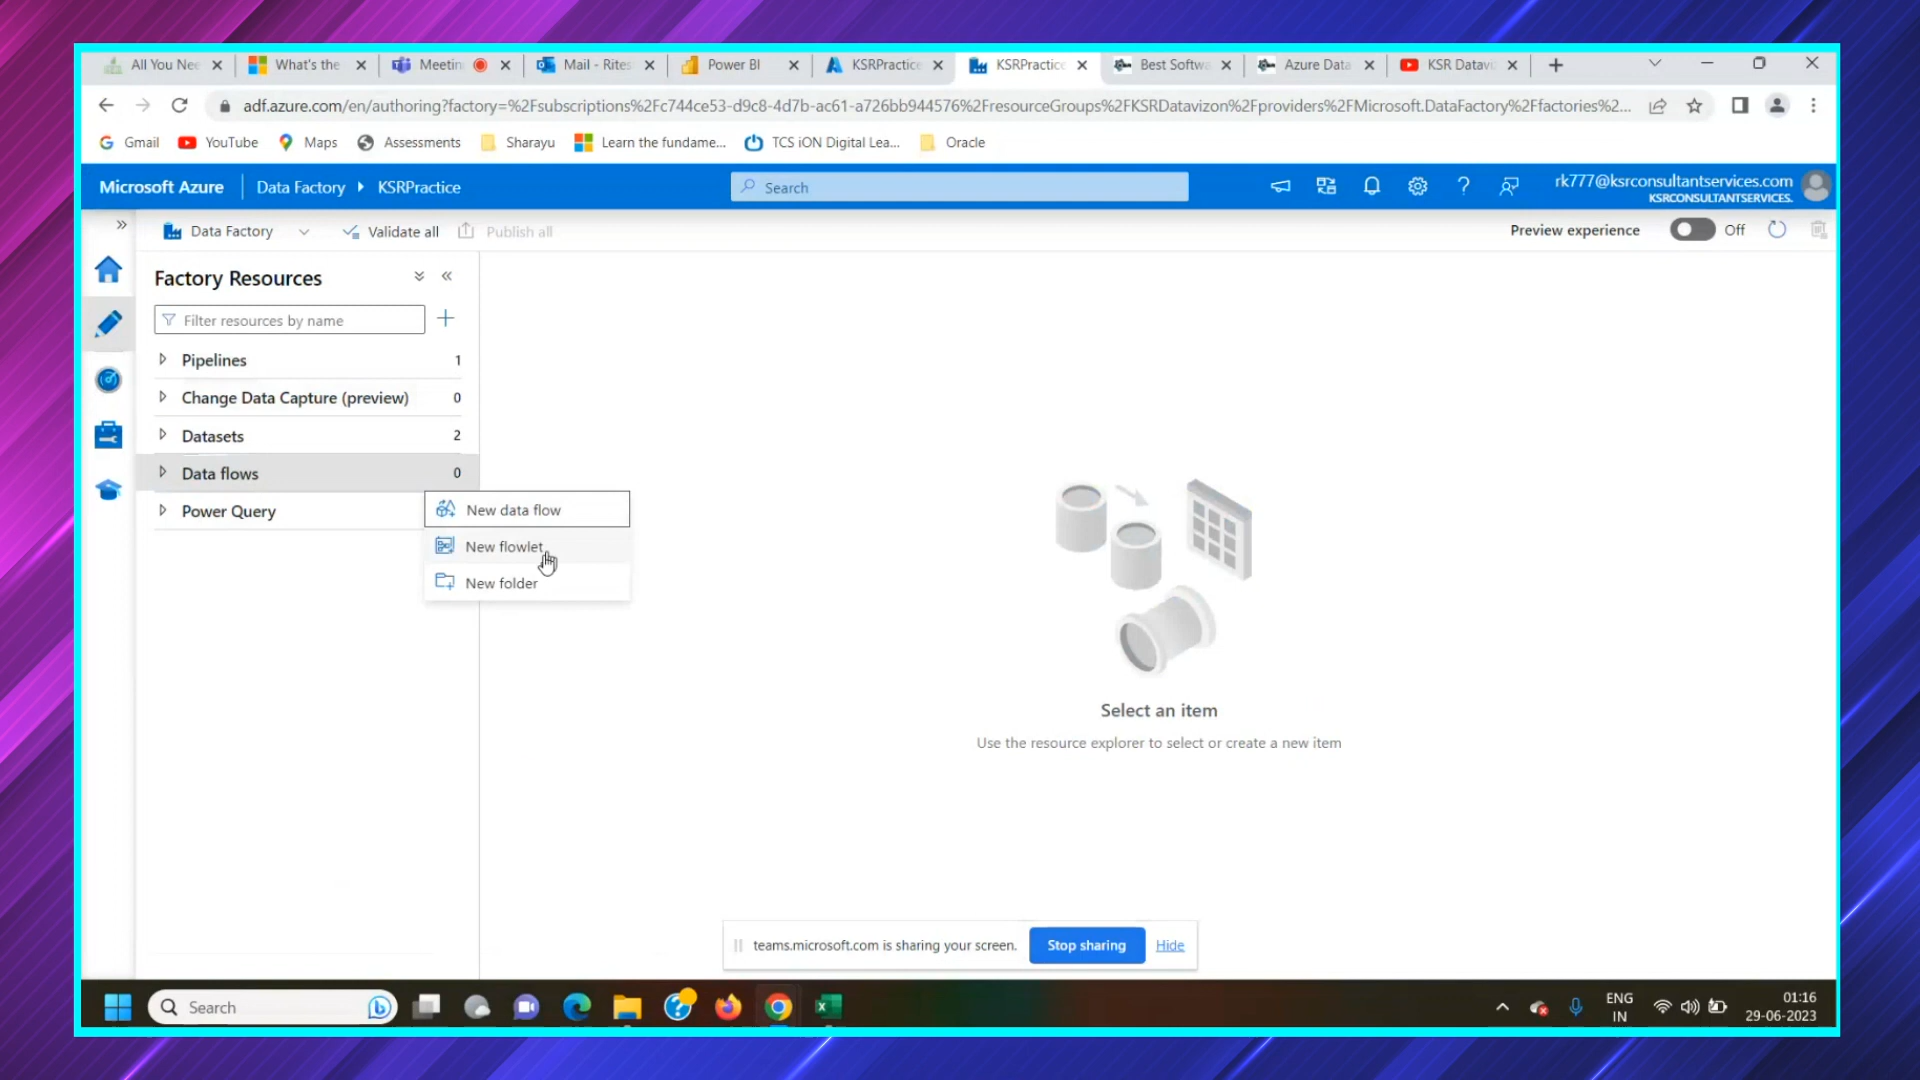 All You Nee
What's the
Meetin
Mail - Rites
Power BI
KSRPractice
KSRPractice
Best Softwa
Azure Data
KSR Datavi
adf.azure.com/en/authoring?factory=%2Fsubscriptions%2Fc744ce53-d9c8-4d7b-ac61-a726bb944576%2FresourceGroups%2FKSRDatavizon%2Fproviders%2FMicrosoft.DataFactory%2Ffactories%2...
Gmail
YouTube
Maps
Assessments
Sharayu
Learn the fundame...
TCS iON Digital Lea...
Oracle
Microsoft Azure
Data Factory
KSRPractice
Search
rk777@ksrconsultantservices.com
KSRCONSULTANTSERVICES.
Data Factory
Validate all
Publish all
Preview experience
Off
Factory Resources
Filter resources by name
Pipelines 1
Change Data Capture (preview) 0
Datasets 2
Data flows 0
Power Query
New data flow
New flowlet
New folder
Select an item
Use the resource explorer to select or create a new item
teams.microsoft.com is sharing your screen.
Stop sharing
Hide
Search
ENG
IN
01:16
29-06-2023